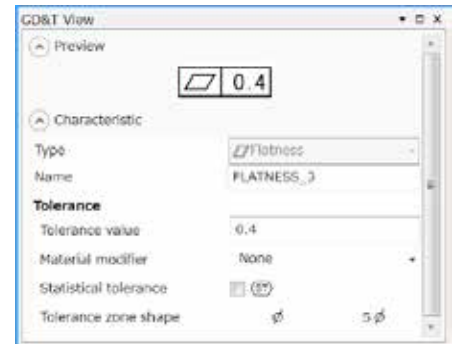 GD&T View
Preview
0.4
Characteristic
Type Flatness
Name FLATNESS_3
Tolerance
Tolerance value 0.4
Material modifier None
Statistical tolerance ST
Tolerance zone shape ⌀ S⌀